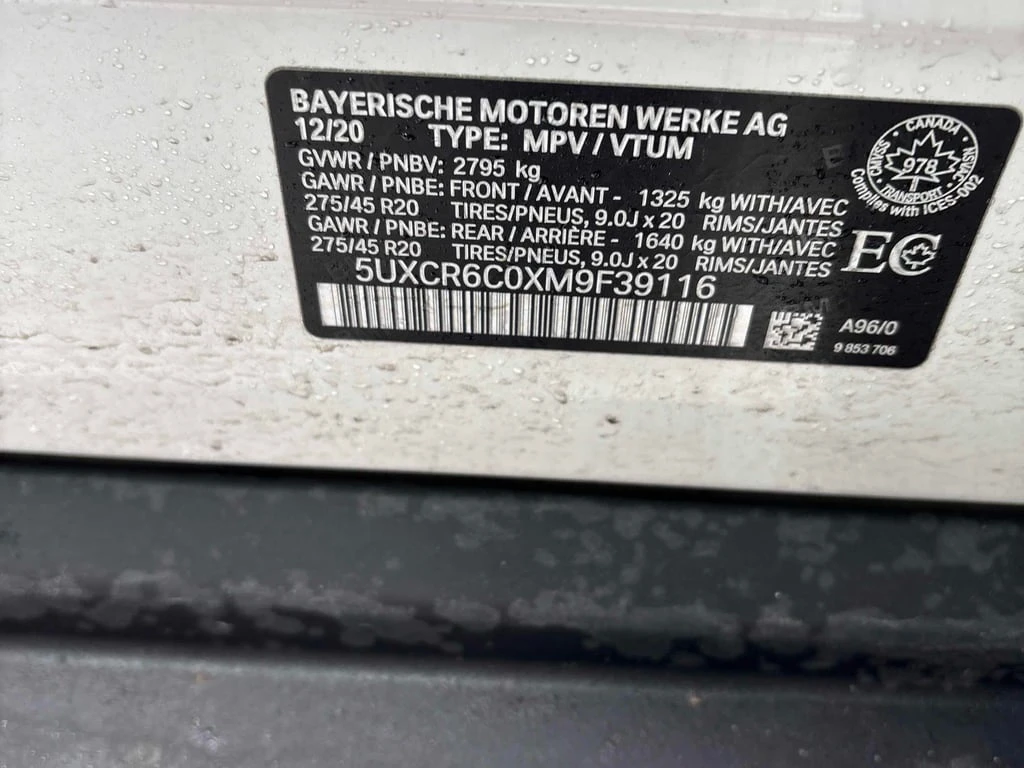 BAYERISCHE MOTOREN WERKE AG
12/20 TYPE: MPV / VTUM
GVWR / PNBV: 2795 kg
GAWR / PNBE: FRONT / AVANT - 1325 kg WITH/AVEC
275/45 R20 TIRES/PNEUS, 9.0J x 20 RIMS/JANTES
GAWR / PNBE: REAR / ARRIÈRE - 1640 kg WITH/AVEC
275/45 R20 TIRES/PNEUS, 9.0J x 20 RIMS/JANTES
5UXCR6C0XM9F39116
CANADA
CMVSS
978
NSVAC
TRANSPORT
Complies with ICES-002
EC
A96/0
9 853 706